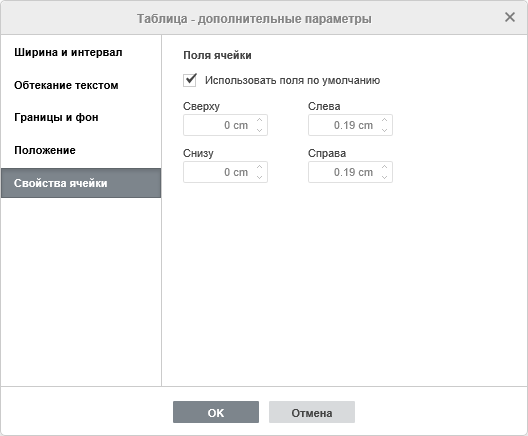 Таблица - дополнительные параметры
Ширина и интервал
Обтекание текстом
Границы и фон
Положение
Свойства ячейки
Поля ячейки
Использовать поля по умолчанию
Сверху Слева
0 cm 0.19 cm
Снизу Справа
0 cm 0.19 cm
OK Отмена